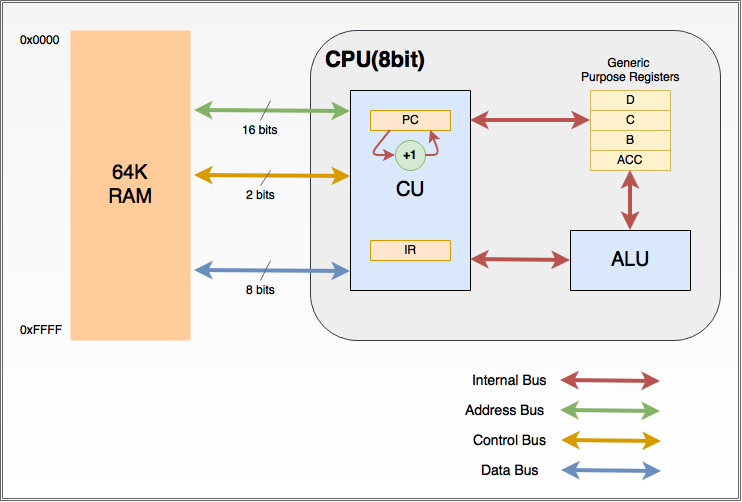 0x0000
64K
RAM
0xFFFF
16 bits
2 bits
8 bits
CPU(8bit)
PC
+1
CU
IR
Generic
Purpose Registers
D
C
B
ACC
ALU
Internal Bus
Address Bus
Control Bus
Data Bus